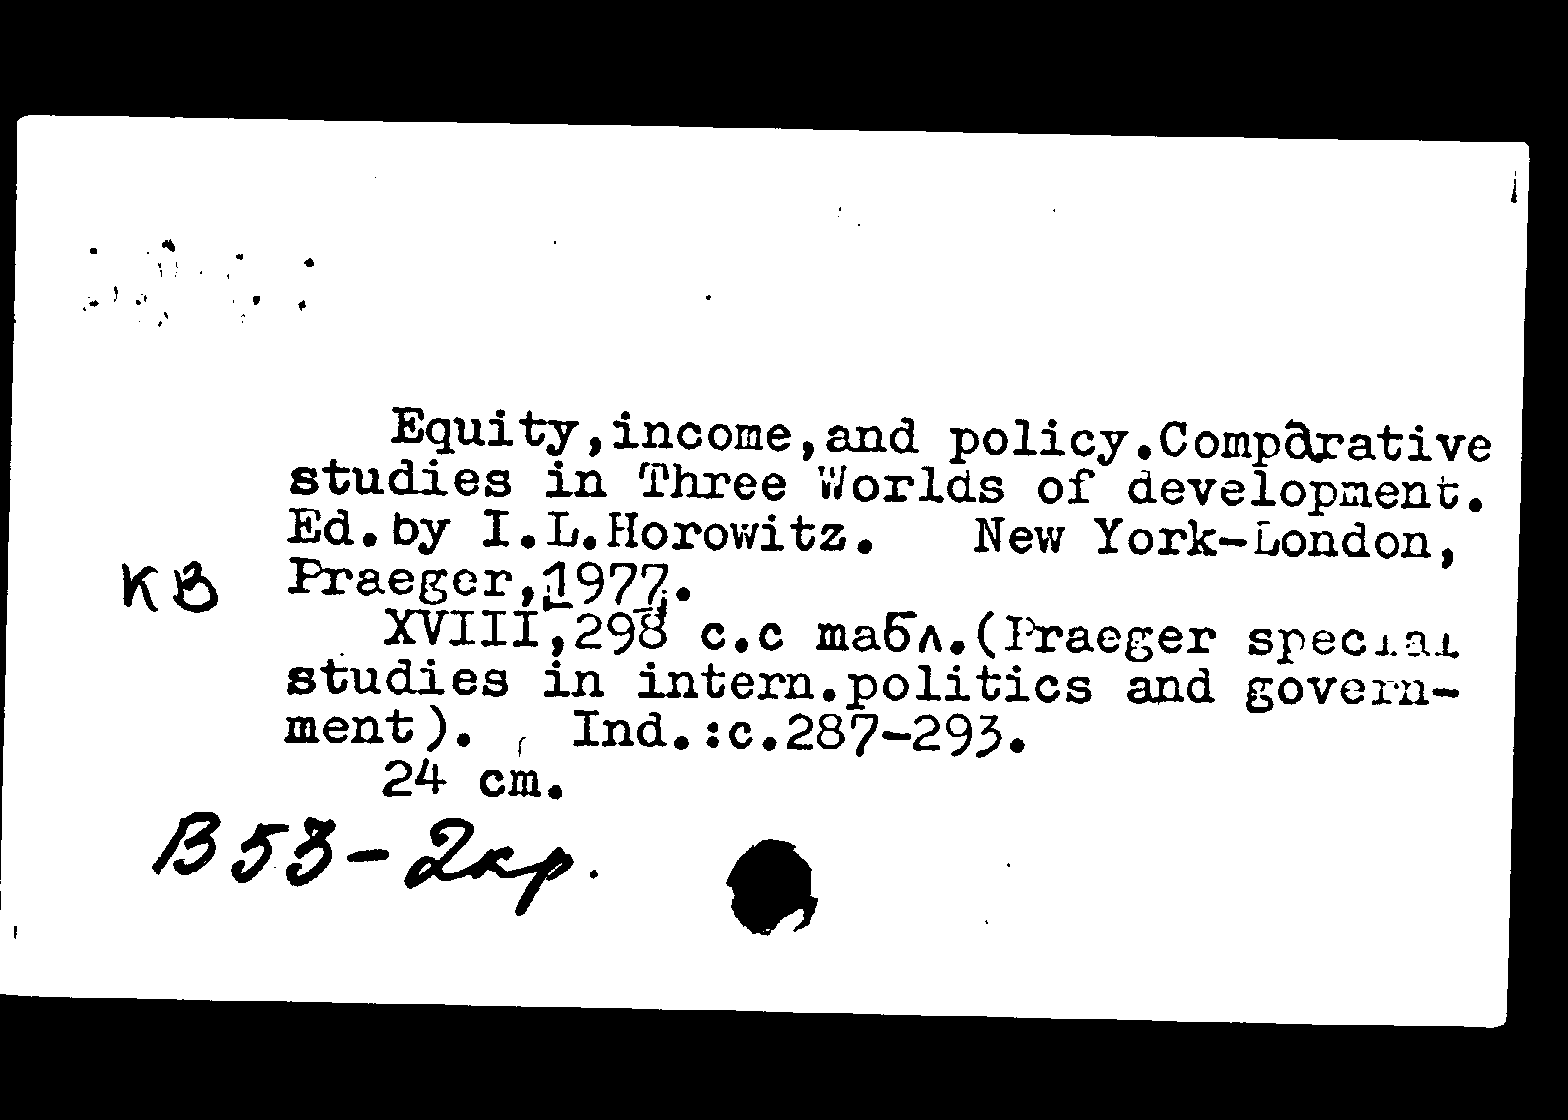 Equity,income,and policy.Comparative
studies in Three Worlds of development.
Ed.by I.L.Horowitz. New York-London,
КВ Praeger,1977.
XVIII,298 с.с табл.(Praeger special
studies in intern.politics and govern-
ment). Ind.:с.287-293.
24 cm.
В53-2кр.